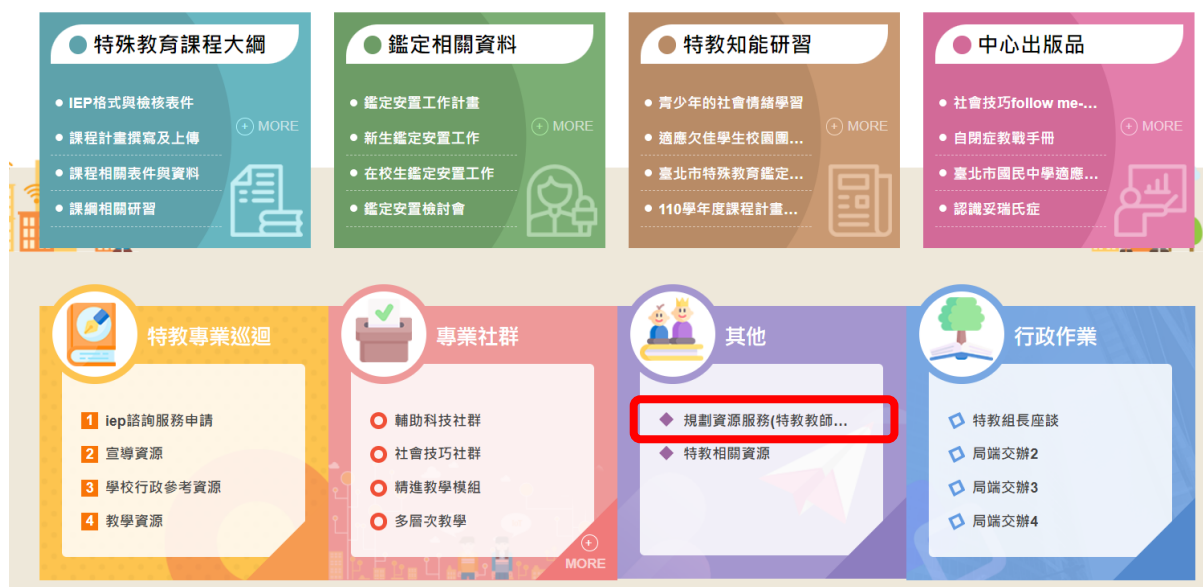 特殊教育課程大綱
IEP格式與檢核表件
課程計畫撰寫及上傳
課程相關表件與資料
課綱相關研習
MORE
鑑定相關資料
鑑定安置工作計畫
新生鑑定安置工作
在校生鑑定安置工作
鑑定安置檢討會
MORE
特教知能研習
青少年的社會情緒學習
適應欠佳學生校園團...
臺北市特殊教育鑑定...
110學年度課程計畫...
MORE
中心出版品
社會技巧follow me-...
自閉症教戰手冊
臺北市國民中學適應...
認識妥瑞氏症
MORE
特教專業巡迴
1 iep諮詢服務申請
2 宣導資源
3 學校行政參考資源
4 教學資源
專業社群
輔助科技社群
社會技巧社群
精進教學模組
多層次教學
MORE
其他
規劃資源服務(特教教師...
特教相關資源
行政作業
特教組長座談
局端交辦2
局端交辦3
局端交辦4